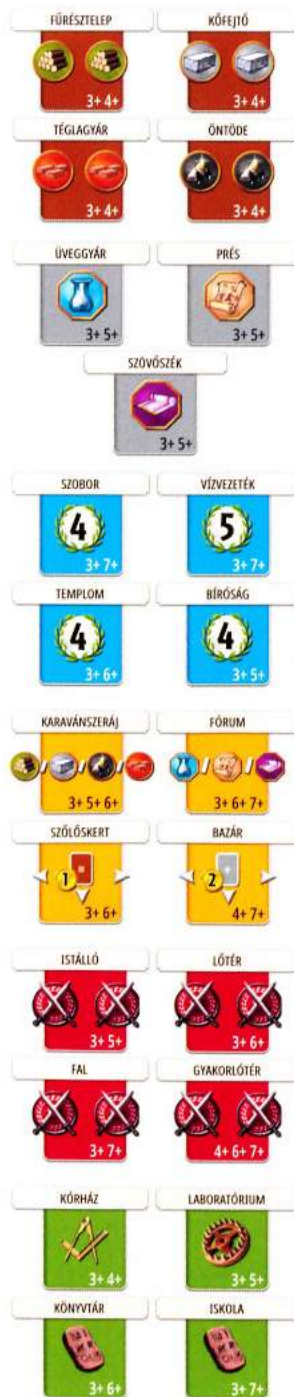 FŰRÉSZTELEP KŐFEJTŐ
3+ 4+ 3+ 4+
TÉGLAGYÁR ÖNTÖDE
3+ 4+ 3+ 4+
ÜVEGGYÁR PRÉS
3+ 5+ 3+ 5+
SZÖVŐSZÉK
3+ 5+
SZOBOR VÍZVEZETÉK
4 5
3+ 7+ 3+ 7+
TEMPLOM BÍRÓSÁG
4 4
3+ 6+ 3+ 5+
KARAVÁNSZERÁJ FÓRUM
/ / / / /
3+ 5+ 6+ 3+ 6+ 7+
SZŐLŐSKERT BAZÁR
1 2
3+ 6+ 4+ 7+
ISTÁLLÓ LŐTÉR
3+ 5+ 3+ 6+
FAL GYAKORLÓTÉR
3+ 7+ 4+ 6+ 7+
KÓRHÁZ LABORATÓRIUM
3+ 4+ 3+ 5+
KÖNYVTÁR ISKOLA
3+ 6+ 3+ 7+